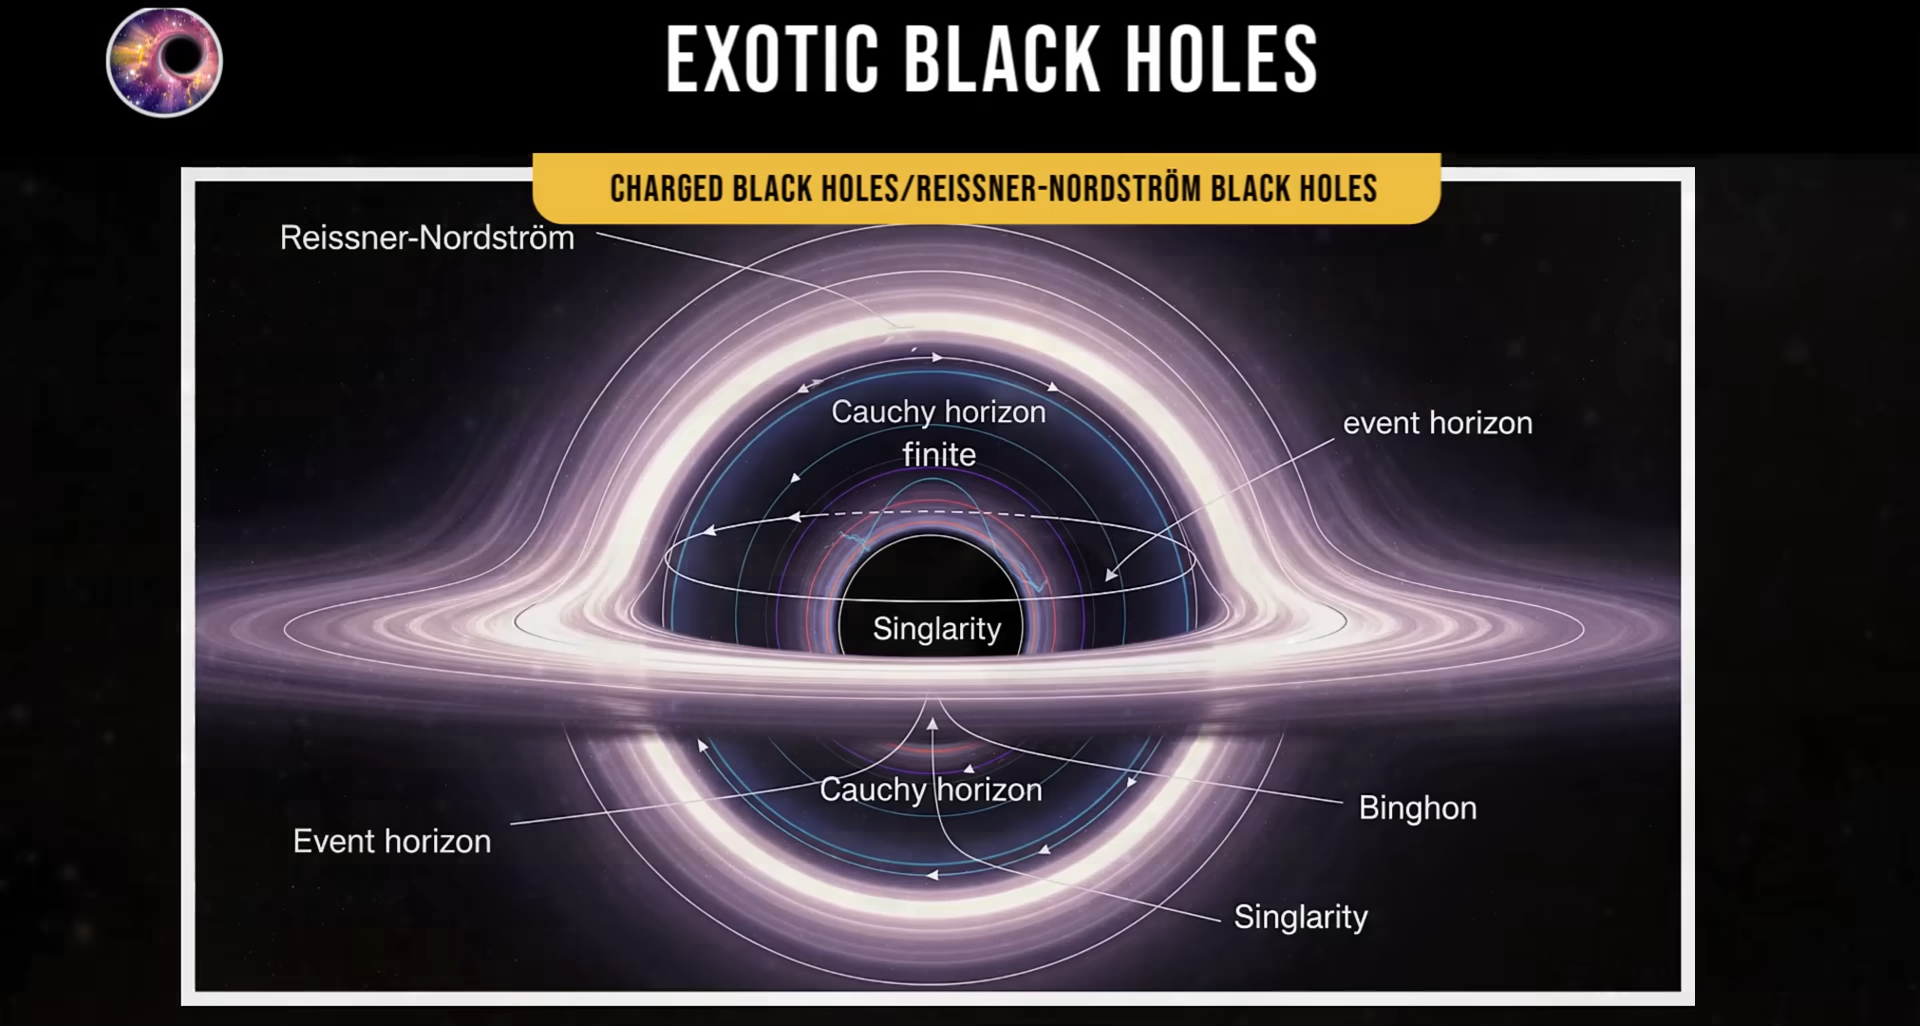 EXOTIC BLACK HOLES
CHARGED BLACK HOLES/REISSNER-NORDSTRÖM BLACK HOLES
Reissner-Nordström
Cauchy horizon
finite
event horizon
Singlarity
Cauchy horizon
Binghon
Event horizon
Singlarity